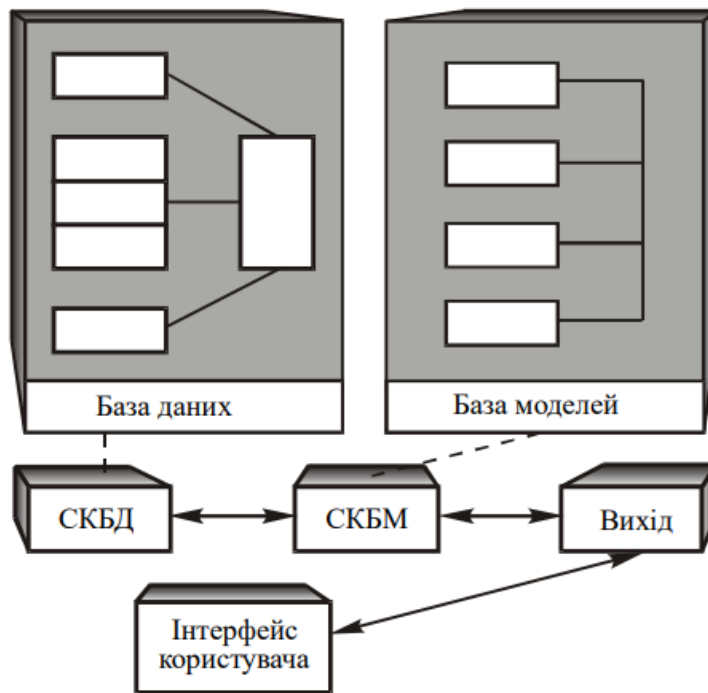 База даних
База моделей
СКБД
СКБМ
Вихід
Інтерфейс
користувача